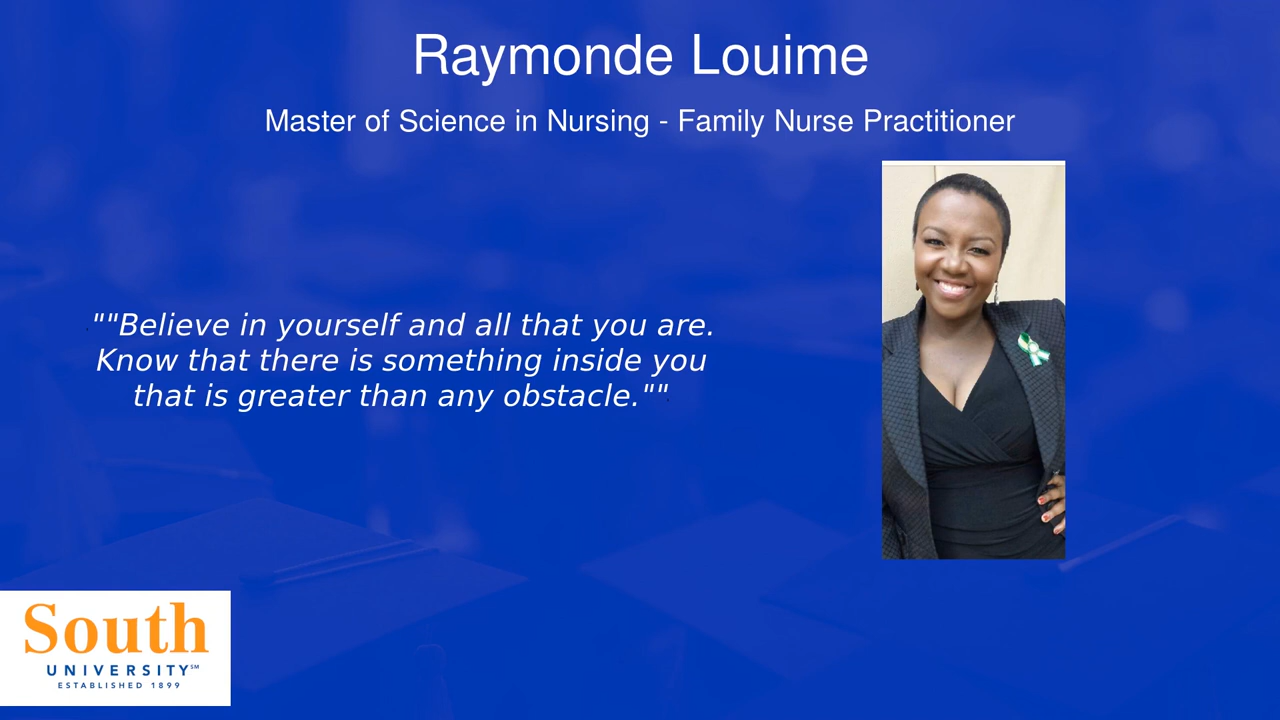 Raymonde Louime
Master of Science in Nursing - Family Nurse Practitioner
""Believe in yourself and all that you are.
Know that there is something inside you
that is greater than any obstacle.""
South
UNIVERSITY℠
ESTABLISHED 1899